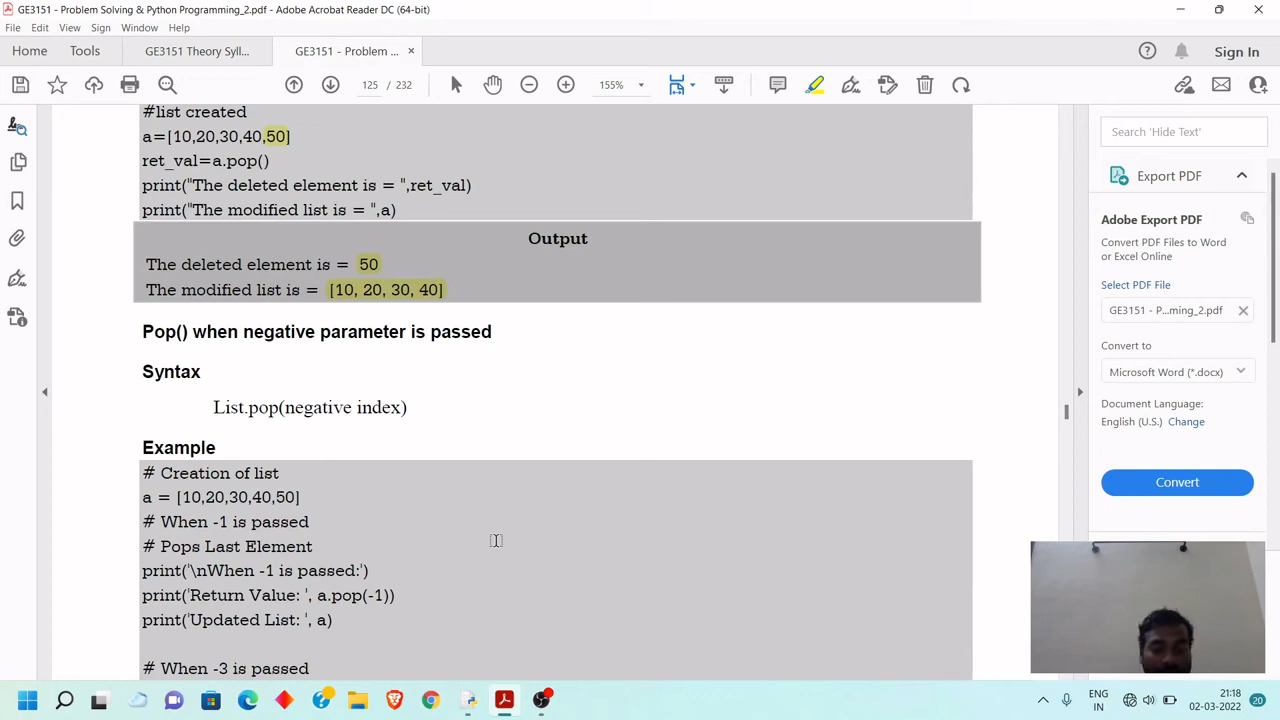 GE3151 - Problem Solving & Python Programming_2.pdf - Adobe Acrobat Reader DC (64-bit)
File Edit View Sign Window Help
Home Tools GE3151 Theory Syll... GE3151 - Problem ... × Sign In
125 / 232 155%
#list created
a=[10,20,30,40,50]
ret_val=a.pop()
print("The deleted element is = ",ret_val)
print("The modified list is = ",a)
Output
The deleted element is = 50
The modified list is = [10, 20, 30, 40]
Pop() when negative parameter is passed
Syntax
List.pop(negative index)
Example
# Creation of list
a = [10,20,30,40,50]
# When -1 is passed
# Pops Last Element
print('\nWhen -1 is passed:')
print('Return Value: ', a.pop(-1))
print('Updated List: ', a)
# When -3 is passed
Search 'Hide Text'
Export PDF
Adobe Export PDF
Convert PDF Files to Word
or Excel Online
Select PDF File
GE3151 - P...ming_2.pdf
Convert to
Microsoft Word (*.docx)
Document Language:
English (U.S.) Change
Convert
ENG
IN
21:18
02-03-2022
20